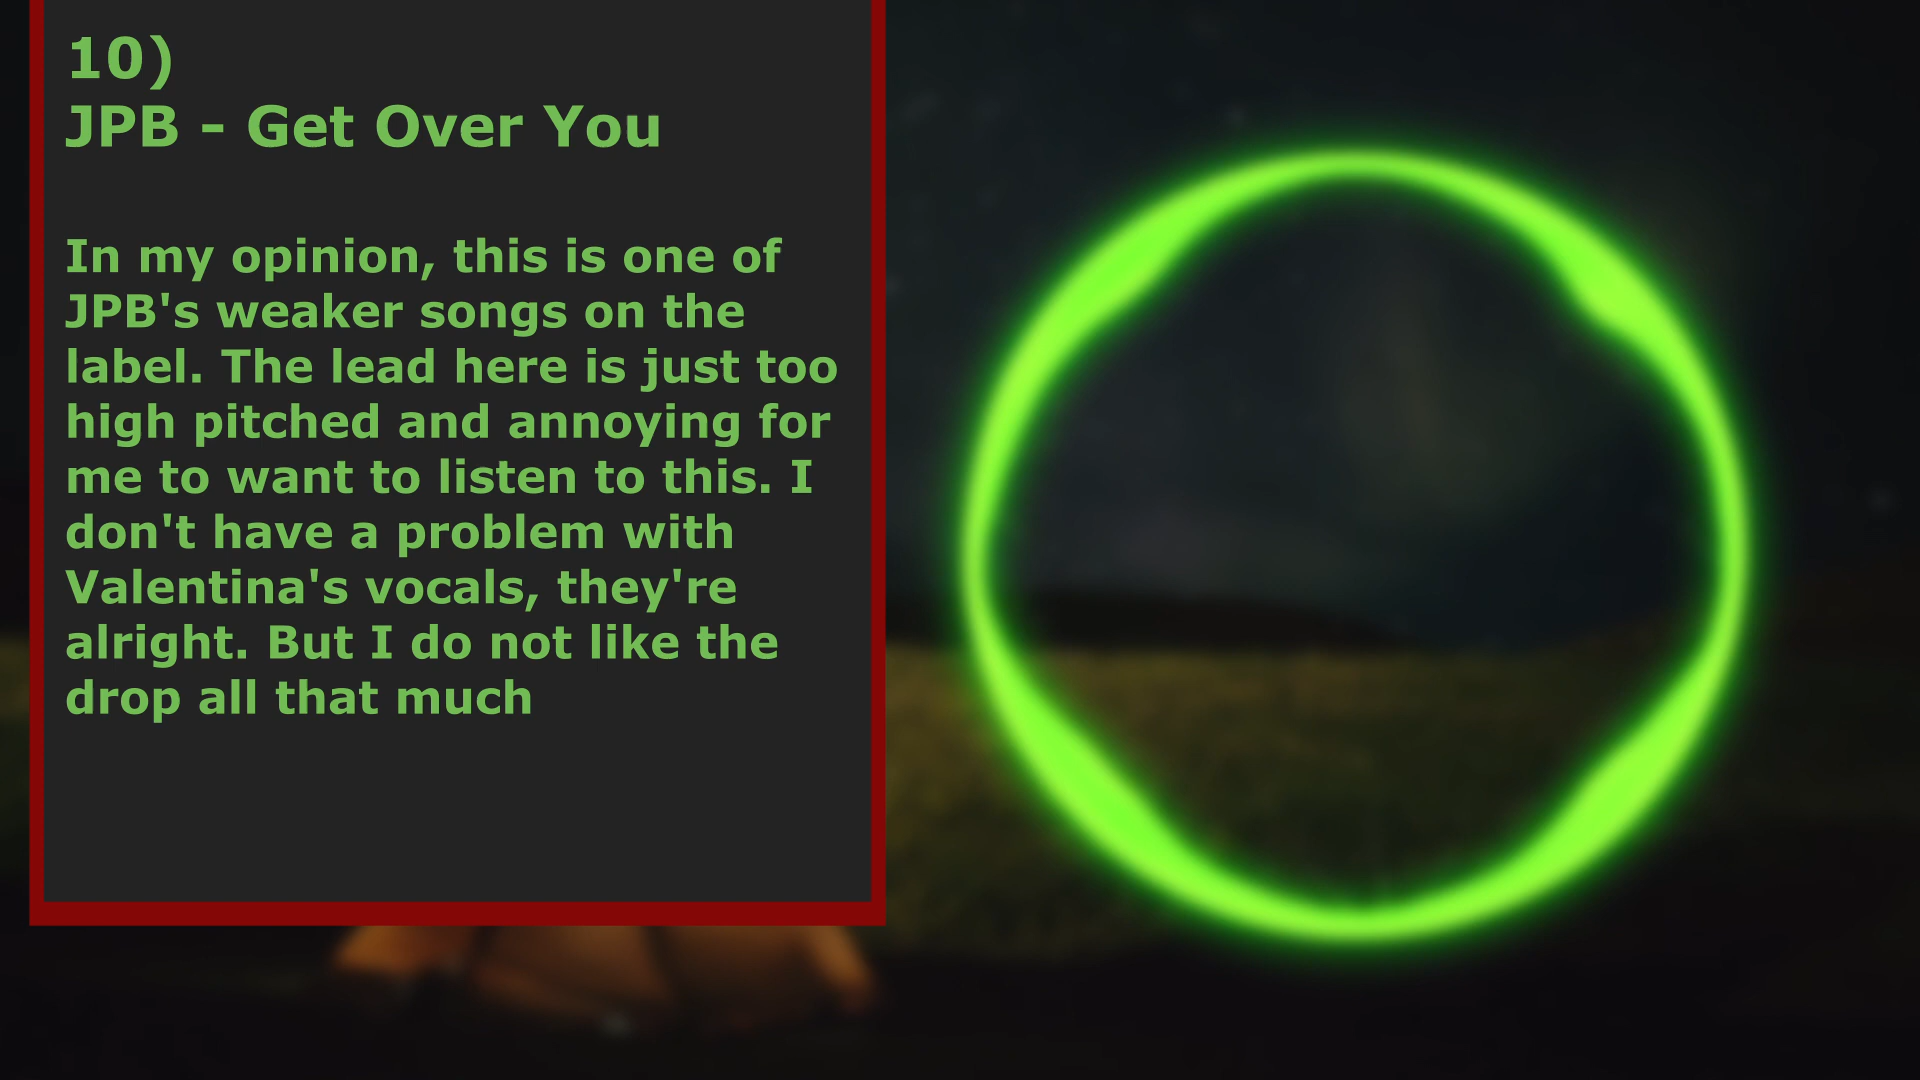 10)
JPB - Get Over You
In my opinion, this is one of
JPB's weaker songs on the
label. The lead here is just too
high pitched and annoying for
me to want to listen to this. I
don't have a problem with
Valentina's vocals, they're
alright. But I do not like the
drop all that much